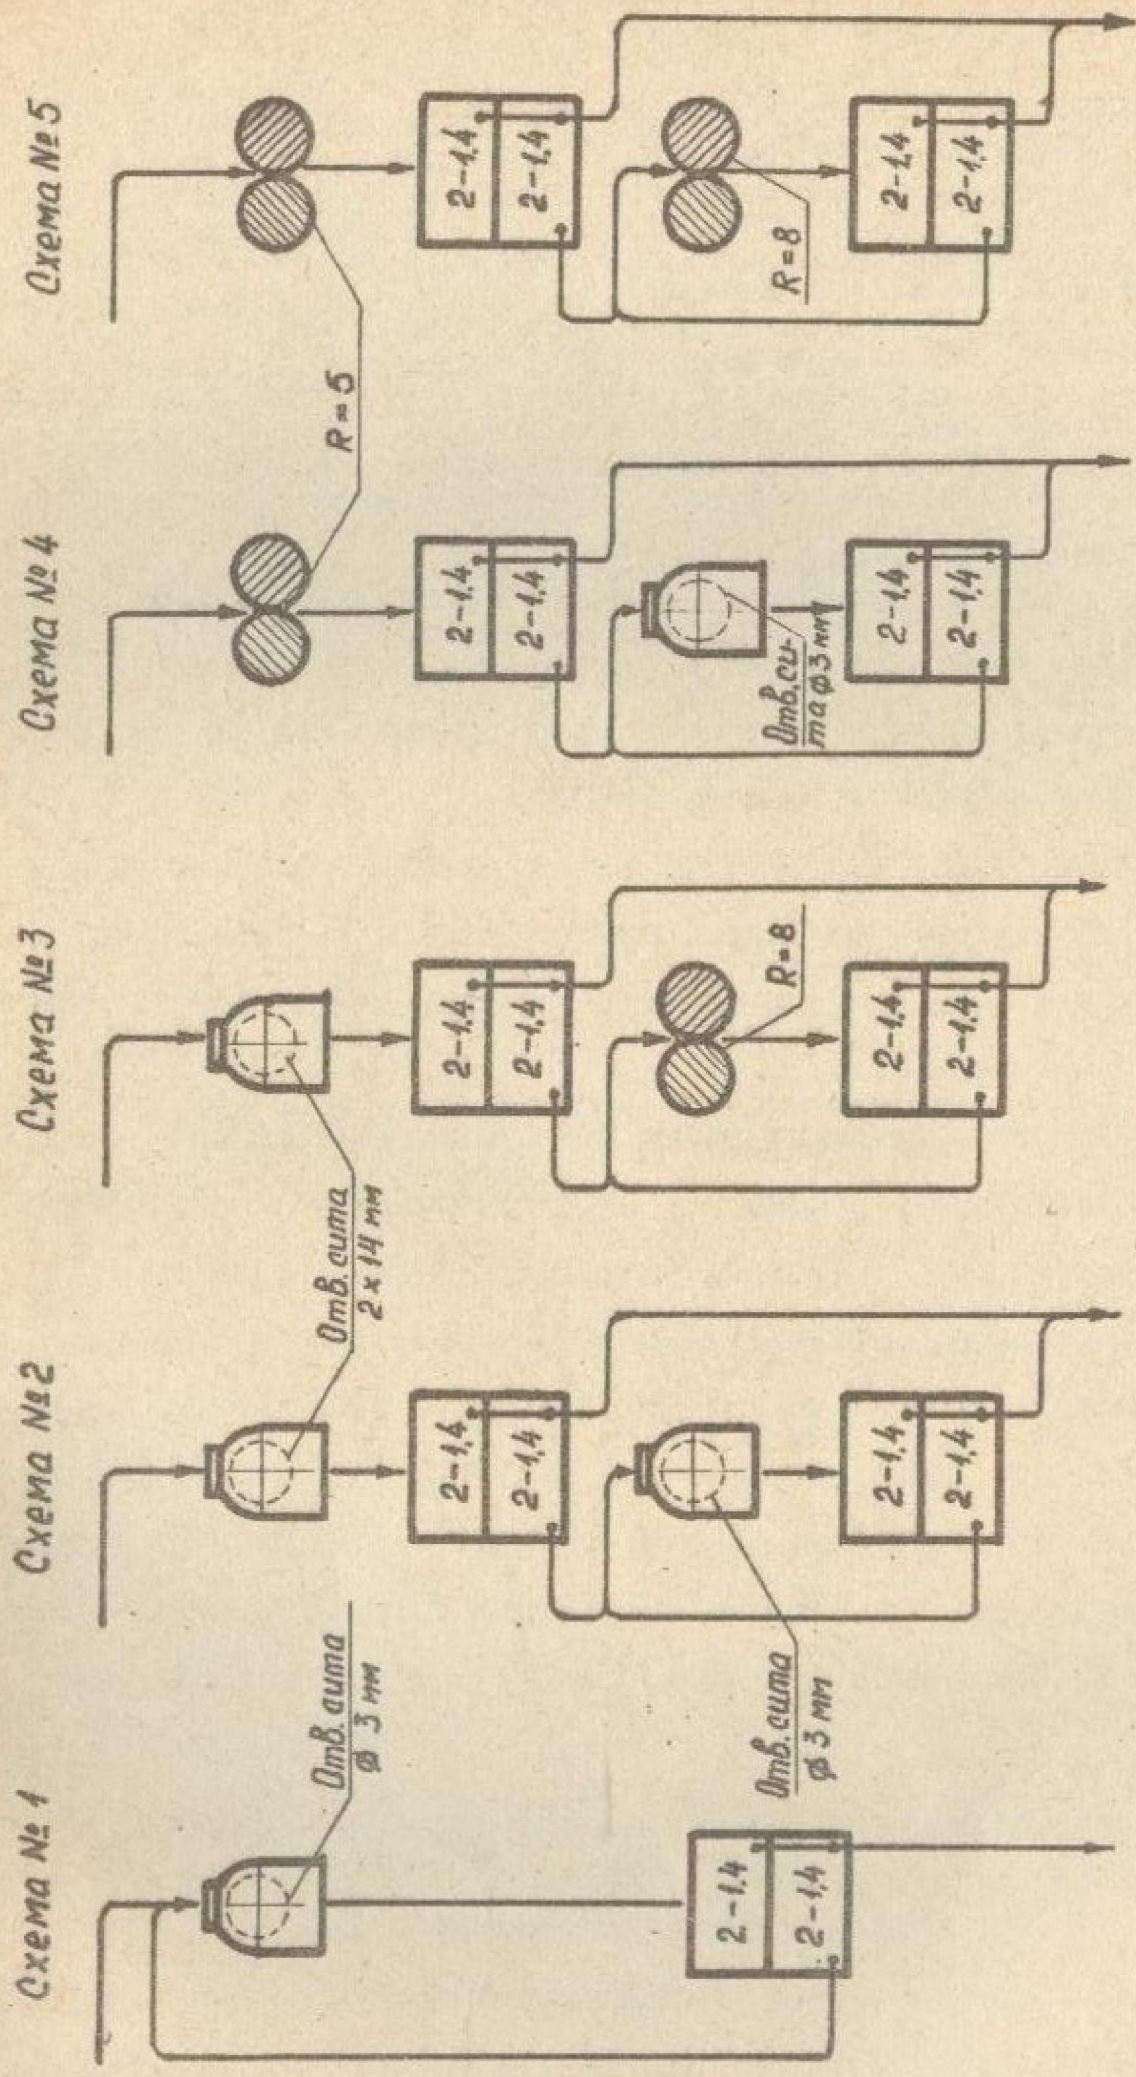 Схема № 1
Отв. сита
ø 3 мм
2-1,4
2-1,4
Схема № 2
Отв. сита
2 x 14 мм
2-1,4
2-1,4
Отв. сита
ø 3 мм
2-1,4
2-1,4
Схема № 3
2-1,4
2-1,4
R=8
2-1,4
2-1,4
Схема № 4
R=5
2-1,4
2-1,4
Отв. си-
та ø 3 мм
2-1,4
2-1,4
Схема № 5
2-1,4
2-1,4
R=8
2-1,4
2-1,4